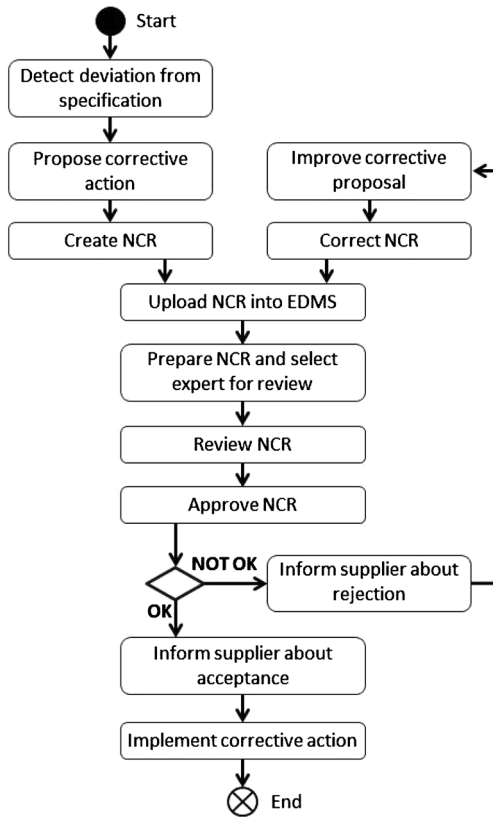 Start
Detect deviation from
specification
Propose corrective
action
Improve corrective
proposal
Create NCR
Correct NCR
Upload NCR into EDMS
Prepare NCR and select
expert for review
Review NCR
Approve NCR
NOT OK
Inform supplier about
rejection
OK
Inform supplier about
acceptance
Implement corrective action
End